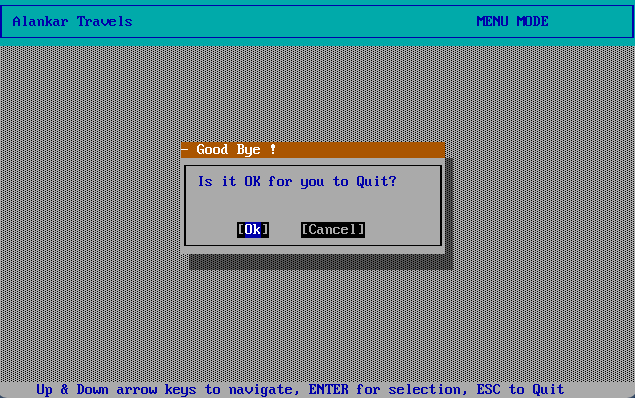 Alankar Travels MENU MODE
- Good Bye !
Is it OK for you to Quit?
[Ok] [Cancel]
Up & Down arrow keys to navigate, ENTER for selection, ESC to Quit